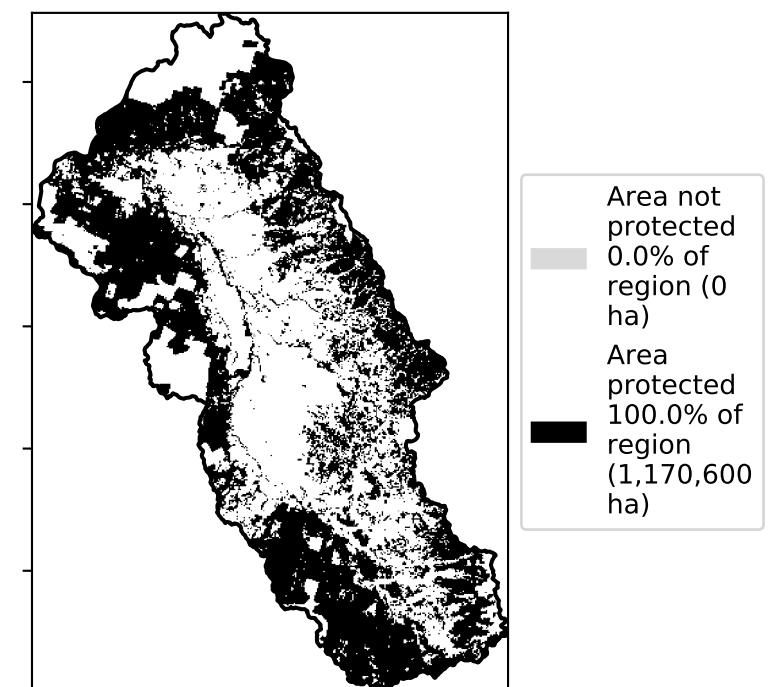 Area not
protected
0.0% of
region (0
ha)
Area
protected
100.0% of
region
(1,170,600
ha)